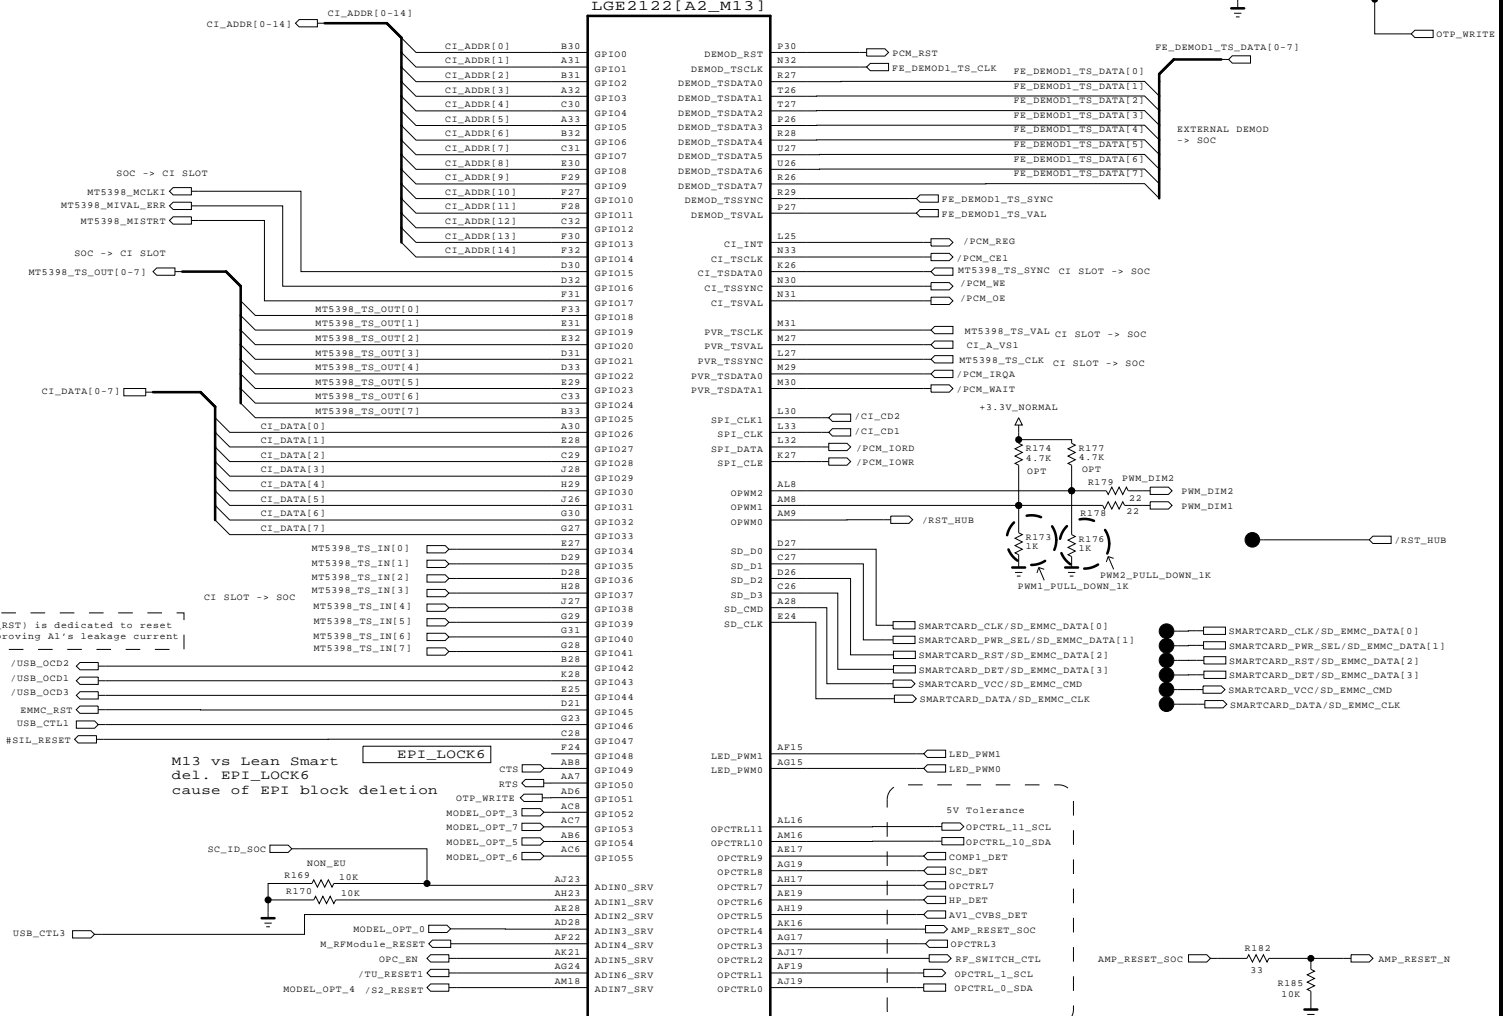 LGE2122[A2_M13]
CI_ADDR[0-14]
CI_ADDR[0-14]
CI_ADDR[0] B30 GPIO0
CI_ADDR[1] A31 GPIO1
CI_ADDR[2] B31 GPIO2
CI_ADDR[3] A32 GPIO3
CI_ADDR[4] C30 GPIO4
CI_ADDR[5] A33 GPIO5
CI_ADDR[6] B32 GPIO6
CI_ADDR[7] C31 GPIO7
CI_ADDR[8] E30 GPIO8
CI_ADDR[9] F29 GPIO9
CI_ADDR[10] F27 GPIO10
CI_ADDR[11] F28 GPIO11
CI_ADDR[12] C32 GPIO12
CI_ADDR[13] F30 GPIO13
CI_ADDR[14] F32 GPIO14
SOC -> CI SLOT
MT5398_MCLKI D30 GPIO15
MT5398_MIVAL_ERR D32 GPIO16
MT5398_MISTRT F31 GPIO17
SOC -> CI SLOT
MT5398_TS_OUT[0-7]
MT5398_TS_OUT[0] F33 GPIO18
MT5398_TS_OUT[1] E31 GPIO19
MT5398_TS_OUT[2] E32 GPIO20
MT5398_TS_OUT[3] D31 GPIO21
MT5398_TS_OUT[4] D33 GPIO22
MT5398_TS_OUT[5] E29 GPIO23
MT5398_TS_OUT[6] C33 GPIO24
MT5398_TS_OUT[7] B33 GPIO25
CI_DATA[0-7]
CI_DATA[0] A30 GPIO26
CI_DATA[1] E28 GPIO27
CI_DATA[2] C29 GPIO28
CI_DATA[3] J28 GPIO29
CI_DATA[4] H29 GPIO30
CI_DATA[5] J26 GPIO31
CI_DATA[6] G30 GPIO32
CI_DATA[7] G27 GPIO33
MT5398_TS_IN[0] E27 GPIO34
MT5398_TS_IN[1] D29 GPIO35
MT5398_TS_IN[2] D28 GPIO36
MT5398_TS_IN[3] H28 GPIO37
CI SLOT -> SOC
MT5398_TS_IN[4] J27 GPIO38
MT5398_TS_IN[5] G29 GPIO39
MT5398_TS_IN[6] G31 GPIO40
MT5398_TS_IN[7] G28 GPIO41
RST) is dedicated to reset
roving A1's leakage current
/USB_OCD2 B28 GPIO42
/USB_OCD1 K28 GPIO43
/USB_OCD3 E25 GPIO44
EMMC_RST D21 GPIO45
USB_CTL1 G23 GPIO46
#SIL_RESET C28 GPIO47
EPI_LOCK6 F24 GPIO48
M13 vs Lean Smart
del. EPI_LOCK6
cause of EPI block deletion
CTS AB8 GPIO49
RTS AA7 GPIO50
OTP_WRITE AD6 GPIO51
MODEL_OPT_3 AC8 GPIO52
MODEL_OPT_7 AC7 GPIO53
MODEL_OPT_5 AB6 GPIO54
MODEL_OPT_6 AC6 GPIO55
SC_ID_SOC
NON_EU
R169 10K AJ23 ADIN0_SRV
R170 10K AH23 ADIN1_SRV
USB_CTL3 AE28 ADIN2_SRV
MODEL_OPT_0 AD28 ADIN3_SRV
M_RFModule_RESET AF22 ADIN4_SRV
OPC_EN AK21 ADIN5_SRV
/TU_RESET1 AG24 ADIN6_SRV
MODEL_OPT_4 /S2_RESET AM18 ADIN7_SRV
DEMOD_RST P30 PCM_RST
DEMOD_TSCLK N32 FE_DEMOD1_TS_CLK
FE_DEMOD1_TS_DATA[0-7]
OTP_WRITE
DEMOD_TSDATA0 R27 FE_DEMOD1_TS_DATA[0]
DEMOD_TSDATA1 T26 FE_DEMOD1_TS_DATA[1]
DEMOD_TSDATA2 T27 FE_DEMOD1_TS_DATA[2]
DEMOD_TSDATA3 P26 FE_DEMOD1_TS_DATA[3]
DEMOD_TSDATA4 R28 FE_DEMOD1_TS_DATA[4]
DEMOD_TSDATA5 U27 FE_DEMOD1_TS_DATA[5]
DEMOD_TSDATA6 U26 FE_DEMOD1_TS_DATA[6]
DEMOD_TSDATA7 R26 FE_DEMOD1_TS_DATA[7]
EXTERNAL DEMOD
-> SOC
DEMOD_TSSYNC R29 FE_DEMOD1_TS_SYNC
DEMOD_TSVAL P27 FE_DEMOD1_TS_VAL
CI_INT L25 /PCM_REG
CI_TSCLK N33 /PCM_CE1
CI_TSDATA0 K26 MT5398_TS_SYNC CI SLOT -> SOC
CI_TSSYNC N30 /PCM_WE
CI_TSVAL N31 /PCM_OE
PVR_TSCLK M31 MT5398_TS_VAL CI SLOT -> SOC
PVR_TSVAL M27 CI_A_VS1
PVR_TSSYNC L27 MT5398_TS_CLK CI SLOT -> SOC
PVR_TSDATA0 M29 /PCM_IRQA
PVR_TSDATA1 M30 /PCM_WAIT
SPI_CLK1 L30 /CI_CD2
SPI_CLK L33 /CI_CD1
SPI_DATA L32 /PCM_IORD
SPI_CLE K27 /PCM_IOWR
+3.3V_NORMAL
R174 4.7K OPT
R177 4.7K OPT
OPWM2 AL8 R179 22 PWM_DIM2 PWM_DIM2
OPWM1 AM8 R178 22 PWM_DIM1
OPWM0 AM9 /RST_HUB
R173 1K
R176 1K
PWM2_PULL_DOWN_1K
PWM1_PULL_DOWN_1K
/RST_HUB
SD_D0 D27 SMARTCARD_CLK/SD_EMMC_DATA[0]
SD_D1 C27 SMARTCARD_PWR_SEL/SD_EMMC_DATA[1]
SD_D2 D26 SMARTCARD_RST/SD_EMMC_DATA[2]
SD_D3 C26 SMARTCARD_DET/SD_EMMC_DATA[3]
SD_CMD A28 SMARTCARD_VCC/SD_EMMC_CMD
SD_CLK E24 SMARTCARD_DATA/SD_EMMC_CLK
SMARTCARD_CLK/SD_EMMC_DATA[0]
SMARTCARD_PWR_SEL/SD_EMMC_DATA[1]
SMARTCARD_RST/SD_EMMC_DATA[2]
SMARTCARD_DET/SD_EMMC_DATA[3]
SMARTCARD_VCC/SD_EMMC_CMD
SMARTCARD_DATA/SD_EMMC_CLK
LED_PWM1 AF15 LED_PWM1
LED_PWM0 AG15 LED_PWM0
5V Tolerance
OPCTRL11 AL16 OPCTRL_11_SCL
OPCTRL10 AM16 OPCTRL_10_SDA
OPCTRL9 AE17 COMP1_DET
OPCTRL8 AG19 SC_DET
OPCTRL7 AH17 OPCTRL7
OPCTRL6 AE19 HP_DET
OPCTRL5 AH19 AV1_CVBS_DET
OPCTRL4 AK16 AMP_RESET_SOC
OPCTRL3 AG17 OPCTRL3
OPCTRL2 AJ17 RF_SWITCH_CTL
OPCTRL1 AF19 OPCTRL_1_SCL
OPCTRL0 AJ19 OPCTRL_0_SDA
AMP_RESET_SOC R182 33 AMP_RESET_N
R185 10K